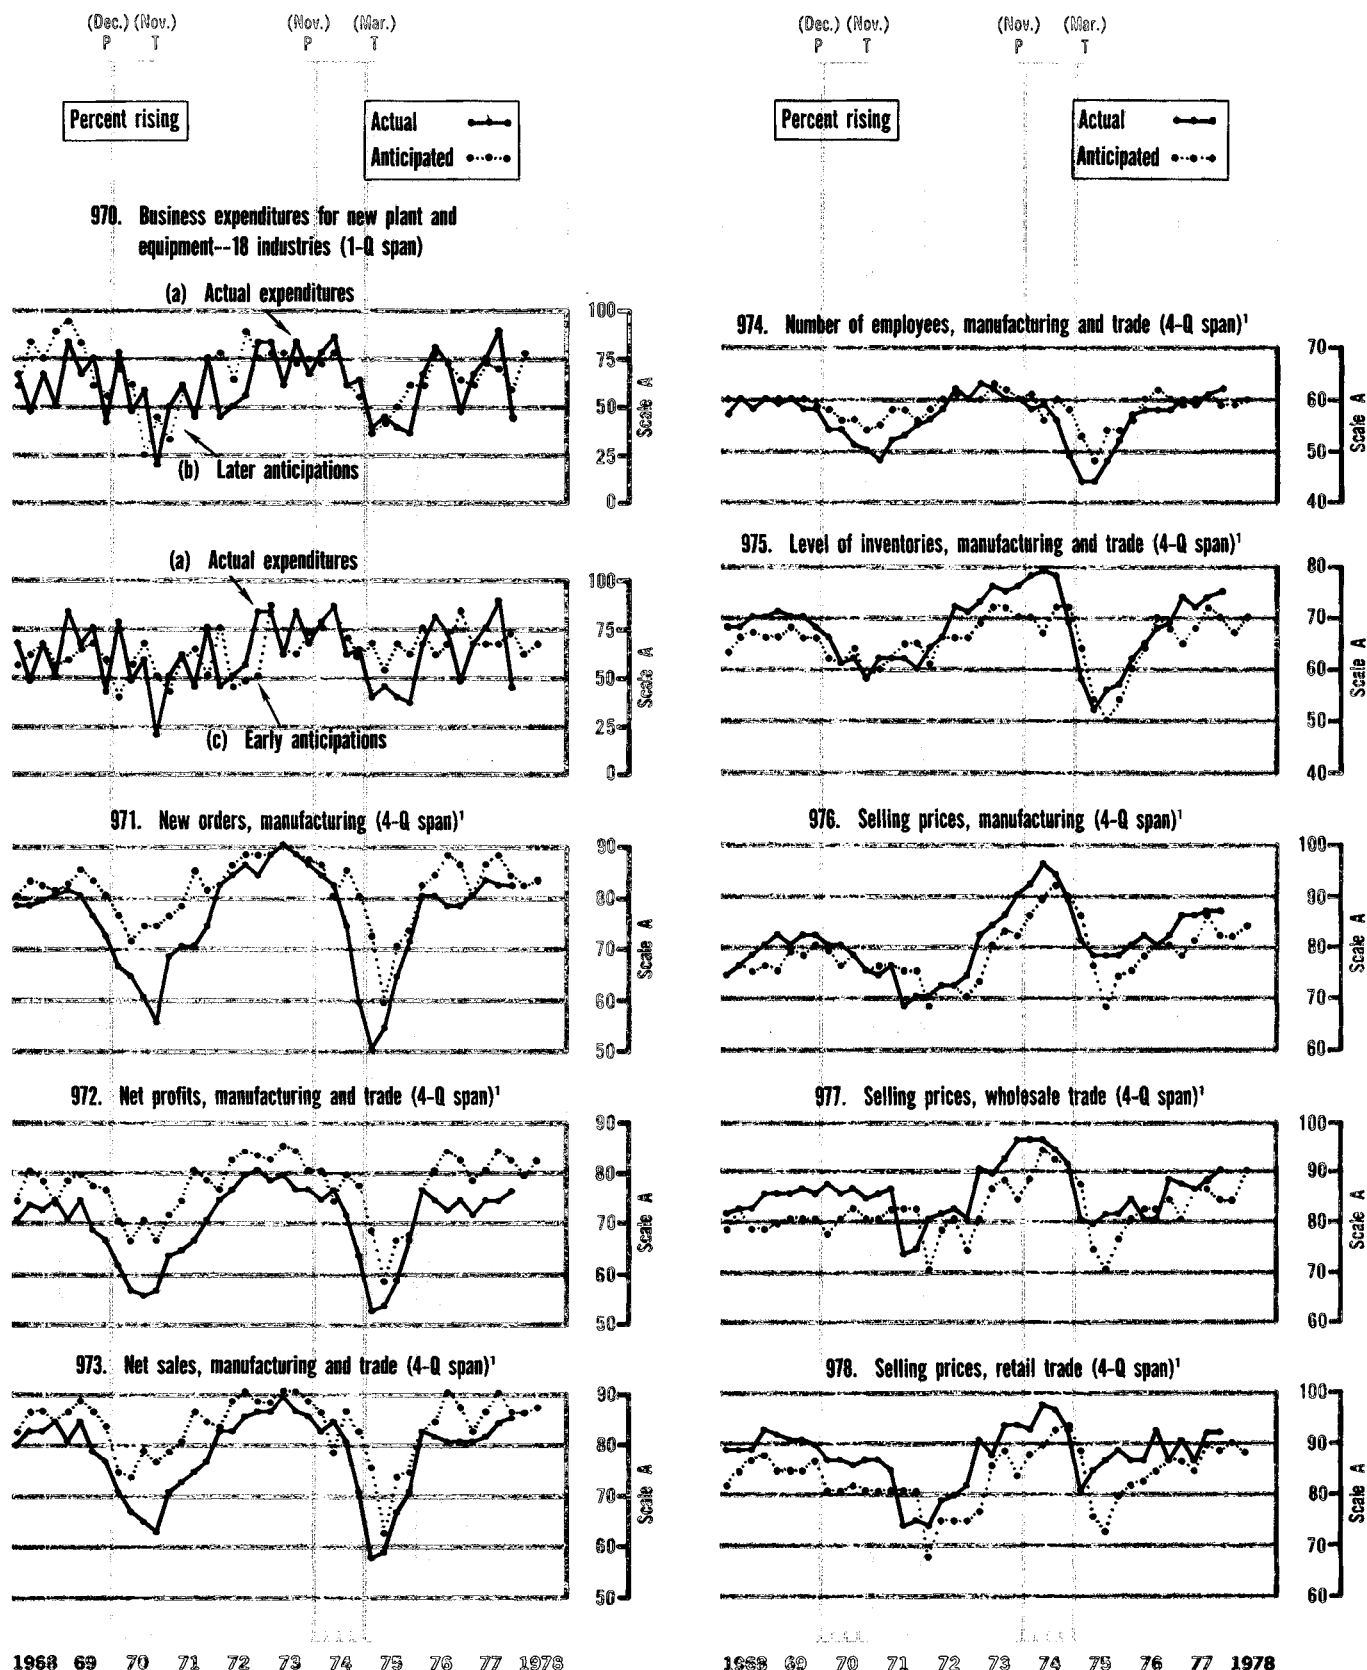 (Dec.) (Nov.) (Nov.) (Mar.)
P T P T
Percent rising
Actual
Anticipated
970. Business expenditures for new plant and
equipment--18 industries (1-Q span)
(a) Actual expenditures
100
75
50
25
0
Scale A
(b) Later anticipations
(a) Actual expenditures
100
75
50
25
0
Scale A
(c) Early anticipations
971. New orders, manufacturing (4-Q span)¹
90
80
70
60
50
Scale A
972. Net profits, manufacturing and trade (4-Q span)¹
90
80
70
60
50
Scale A
973. Net sales, manufacturing and trade (4-Q span)¹
90
80
70
60
50
Scale A
1968 69 70 71 72 73 74 75 76 77 1978
(Dec.) (Nov.) (Nov.) (Mar.)
P T P T
Percent rising
Actual
Anticipated
974. Number of employees, manufacturing and trade (4-Q span)¹
70
60
50
40
Scale A
975. Level of inventories, manufacturing and trade (4-Q span)¹
80
70
60
50
40
Scale A
976. Selling prices, manufacturing (4-Q span)¹
100
90
80
70
60
Scale A
977. Selling prices, wholesale trade (4-Q span)¹
100
90
80
70
60
Scale A
978. Selling prices, retail trade (4-Q span)¹
100
90
80
70
60
Scale A
1968 69 70 71 72 73 74 75 76 77 1978